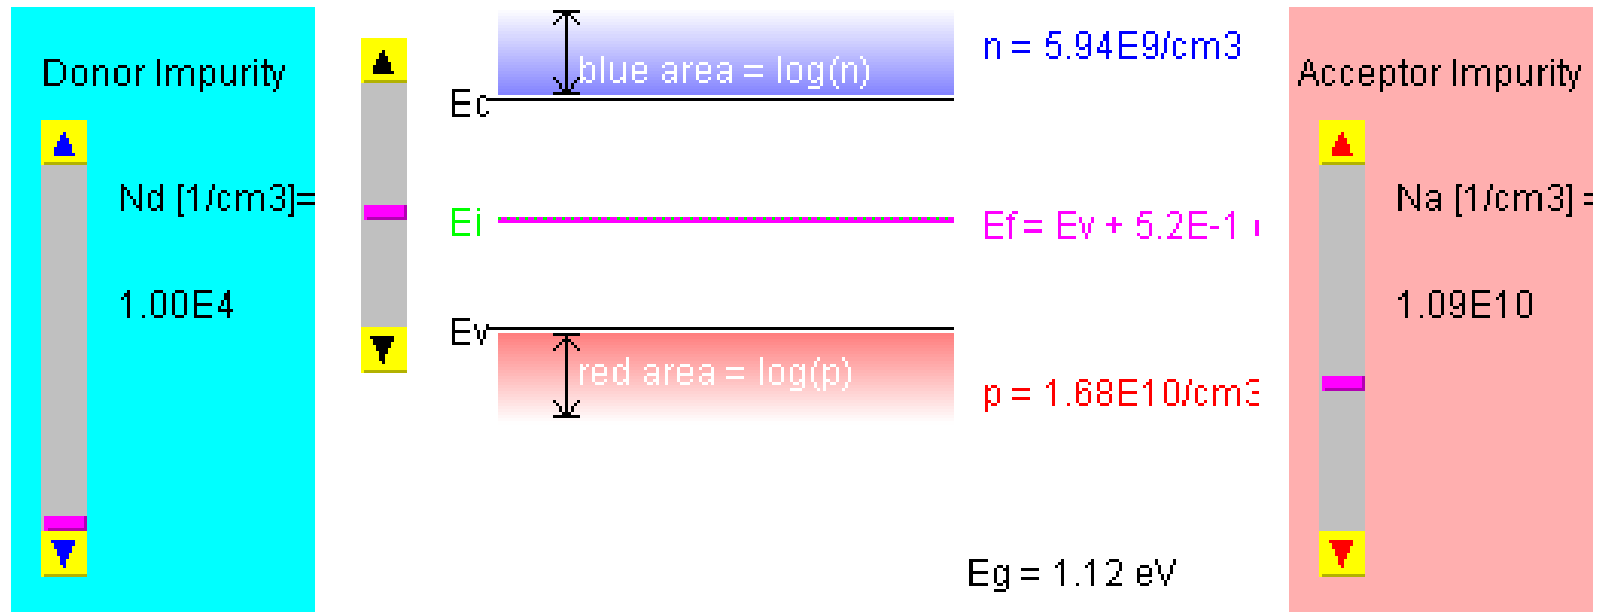 Donor Impurity
Nd [1/cm3]=
1.00E4
blue area = log(n)
Ec
Ei
Ev
red area = log(p)
n = 5.94E9/cm3
Ef = Ev + 5.2E-1
p = 1.68E10/cm3
Eg = 1.12 eV
Acceptor Impurity
Na [1/cm3] =
1.09E10